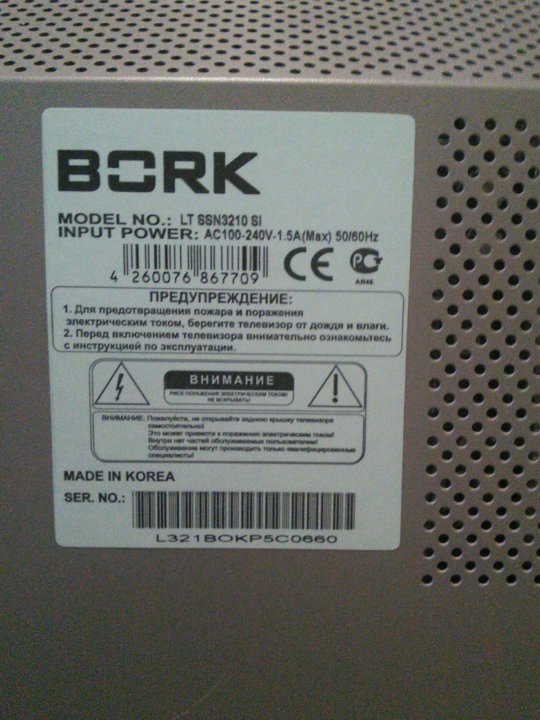 BORK
MODEL NO.: LT SSN3210 SI
INPUT POWER: AC100-240V-1.5A(Max) 50/60Hz
4 260076 867709
CE
РСТ
АЯ46
ПРЕДУПРЕЖДЕНИЕ:
1. Для предотвращения пожара и поражения
электрическим током, берегите телевизор от дождя и влаги.
2. Перед включением телевизора внимательно ознакомьтесь
с инструкцией по эксплуатации.
ВНИМАНИЕ
РИСК ПОРАЖЕНИЯ ЭЛЕКТРИЧЕСКИМ ТОКОМ!
НЕ ВСКРЫВАТЬ!
ВНИМАНИЕ: Пожалуйста, не открывайте заднюю крышку телевизора
самостоятельно!
Это может привести к поражению электрическим током!
Внутри нет частей обслуживаемых пользователем!
Обслуживание могут производить только квалифицированные
специалисты!
MADE IN KOREA
SER. NO.:
L321BOKP5C0660